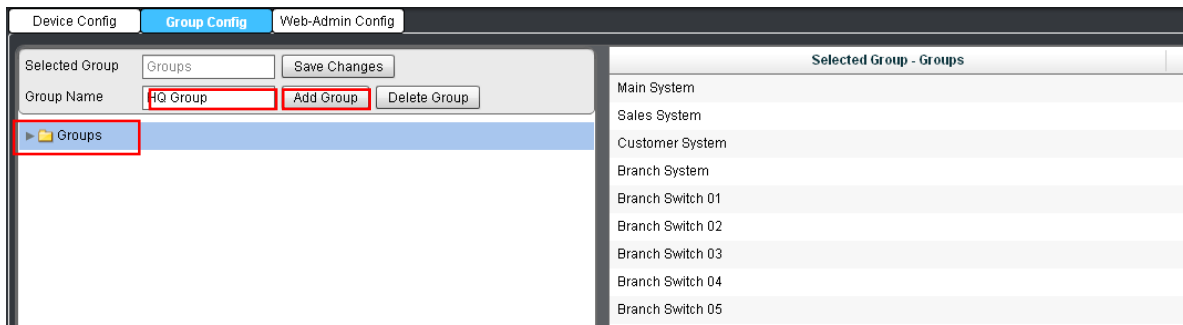 Device Config Group Config Web-Admin Config
Selected Group Groups Save Changes
Group Name HQ Group Add Group Delete Group
Groups
Selected Group - Groups
Main System
Sales System
Customer System
Branch System
Branch Switch 01
Branch Switch 02
Branch Switch 03
Branch Switch 04
Branch Switch 05